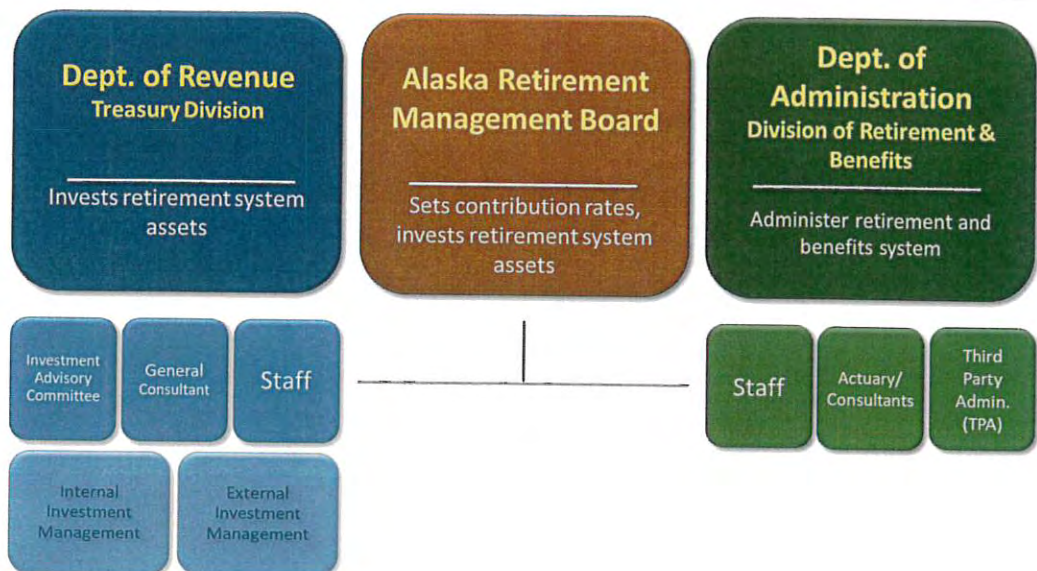 Dept. of Revenue
Treasury Division
Invests retirement system
assets
Alaska Retirement
Management Board
Sets contribution rates,
invests retirement system
assets
Dept. of
Administration
Division of Retirement &
Benefits
Administer retirement and
benefits system
Investment
Advisory
Committee
General
Consultant
Staff
Internal
Investment
Management
External
Investment
Management
Staff
Actuary/
Consultants
Third
Party
Admin.
(TPA)